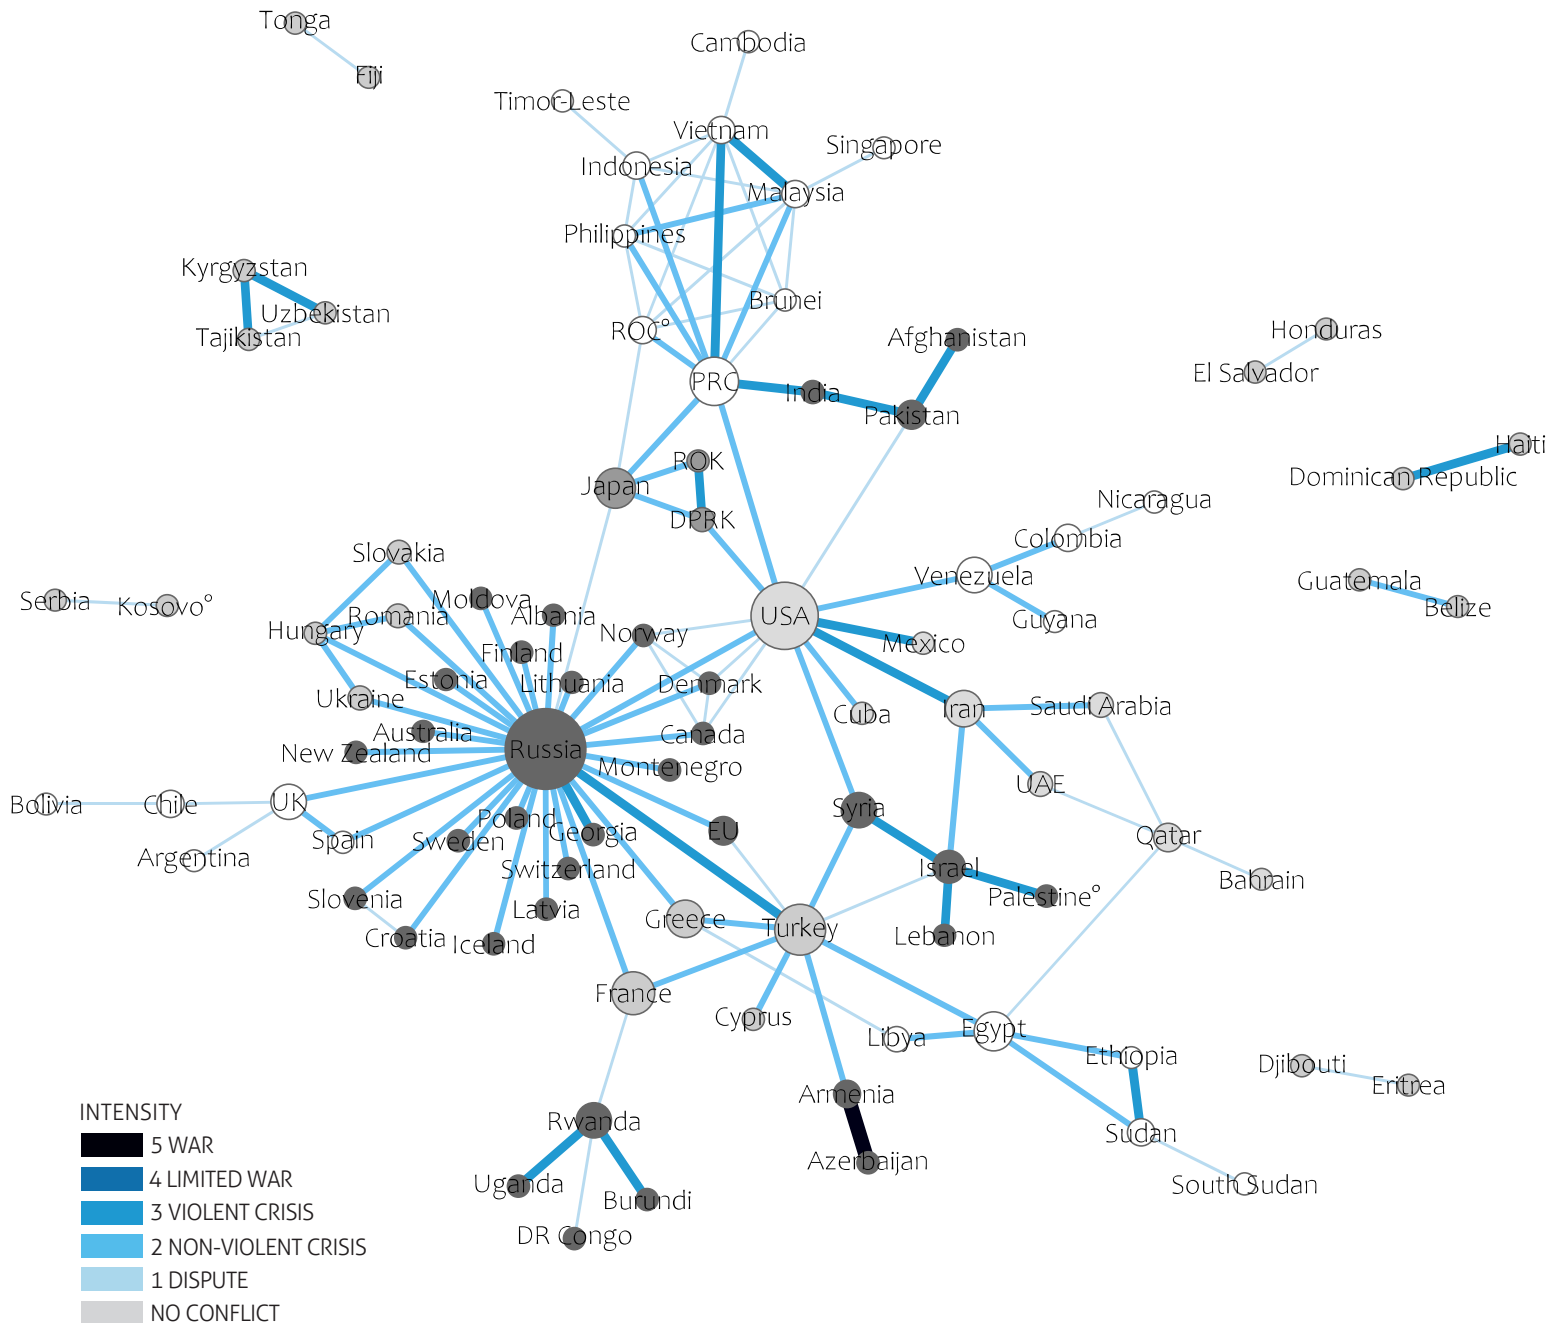 Tonga
Cambodia
Fiji
Timor-Leste
Vietnam
Singapore
Indonesia
Malaysia
Philippines
Kyrgyzstan
Brunei
Uzbekistan
ROC°
Tajikistan
Afghanistan
Honduras
El Salvador
PRC
India
Pakistan
Haiti
ROK
Dominican Republic
Japan
Nicaragua
DPRK
Colombia
Slovakia
Venezuela
Guatemala
Serbia
Kosovo°
Moldova
Belize
Romania
Albania
USA
Guyana
Hungary
Norway
Mexico
Finland
Estonia
Lithuania
Denmark
Ukraine
Cuba
Iran
Saudi Arabia
Australia
Canada
New Zealand
Russia
Montenegro
UAE
Bolivia
Chile
UK
Syria
Poland
Georgia
EU
Qatar
Spain
Sweden
Argentina
Switzerland
Israel
Bahrain
Slovenia
Palestine°
Latvia
Greece
Turkey
Croatia
Iceland
Lebanon
France
Cyprus
Libya
Egypt
Ethiopia
Djibouti
Eritrea
Armenia
Rwanda
Sudan
Azerbaijan
Uganda
Burundi
South Sudan
DR Congo
INTENSITY
5 WAR
4 LIMITED WAR
3 VIOLENT CRISIS
2 NON-VIOLENT CRISIS
1 DISPUTE
NO CONFLICT